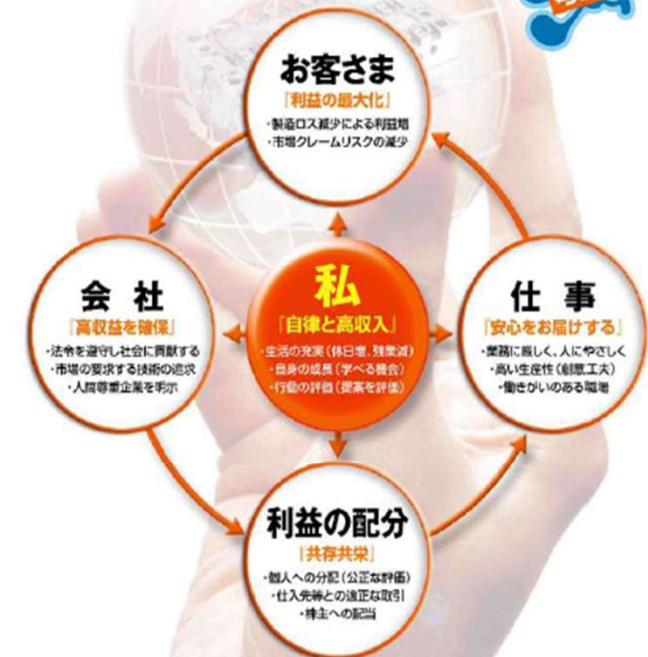 お客さま
『利益の最大化』
・製造ロス減少による利益増
・市場クレームリスクの減少
会社
『高収益を確保』
・法令を遵守し社会に貢献する
・市場の要求する技術の追求
・人間尊重企業を明示
私
『自律と高収入』
・生活の充実(休日増、残業減)
・自身の成長(学べる機会)
・行動の評価(提案を評価)
仕事
『安心をお届けする』
・業務に厳しく、人にやさしく
・高い生産性(創意工夫)
・働きがいのある職場
利益の配分
『共存共栄』
・個人への分配(公正な評価)
・仕入先等との適正な取引
・株主への配当